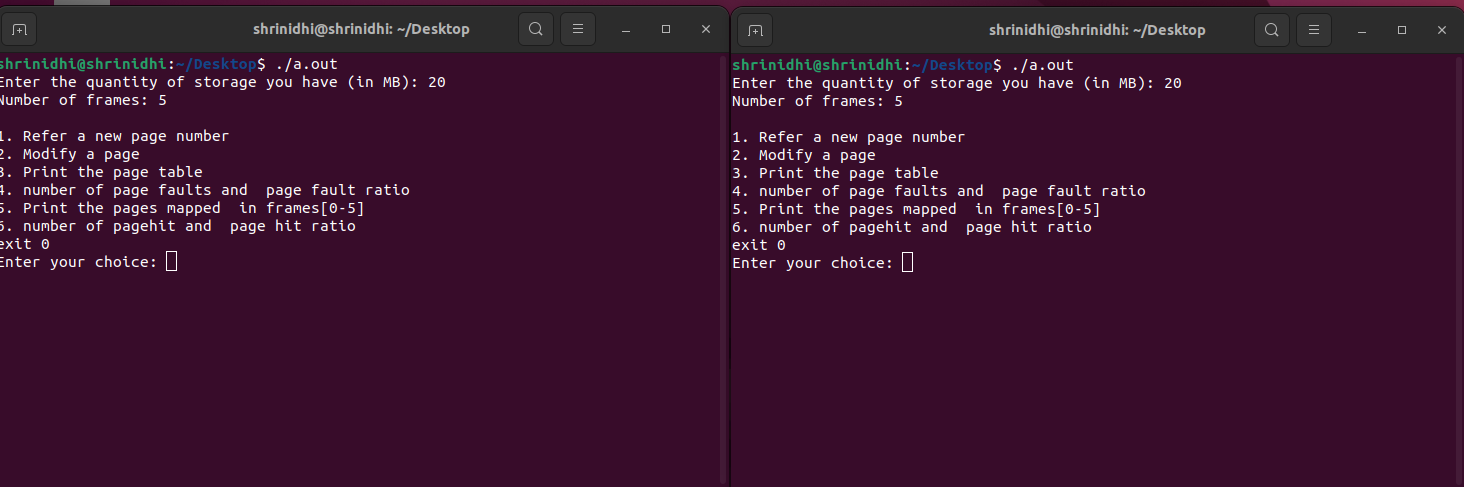 shrinidhi@shrinidhi: ~/Desktop
shrinidhi@shrinidhi:~/Desktop$ ./a.out
Enter the quantity of storage you have (in MB): 20
Number of frames: 5
1. Refer a new page number
2. Modify a page
3. Print the page table
4. number of page faults and  page fault ratio
5. Print the pages mapped  in frames[0-5]
6. number of pagehit and  page hit ratio
exit 0
Enter your choice:
shrinidhi@shrinidhi: ~/Desktop
shrinidhi@shrinidhi:~/Desktop$ ./a.out
Enter the quantity of storage you have (in MB): 20
Number of frames: 5
1. Refer a new page number
2. Modify a page
3. Print the page table
4. number of page faults and  page fault ratio
5. Print the pages mapped  in frames[0-5]
6. number of pagehit and  page hit ratio
exit 0
Enter your choice: